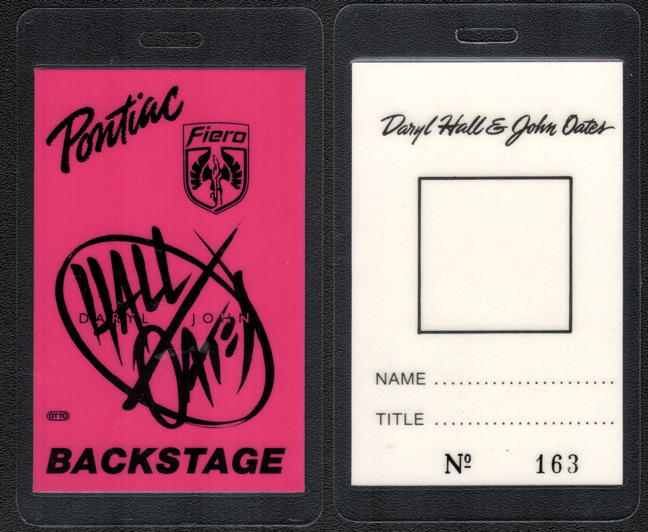 Pontiac
Fiero
HALL
DARYL JOHN
Oates
OTTO
BACKSTAGE
Daryl Hall & John Oates
NAME ........................
TITLE ........................
Nº 163